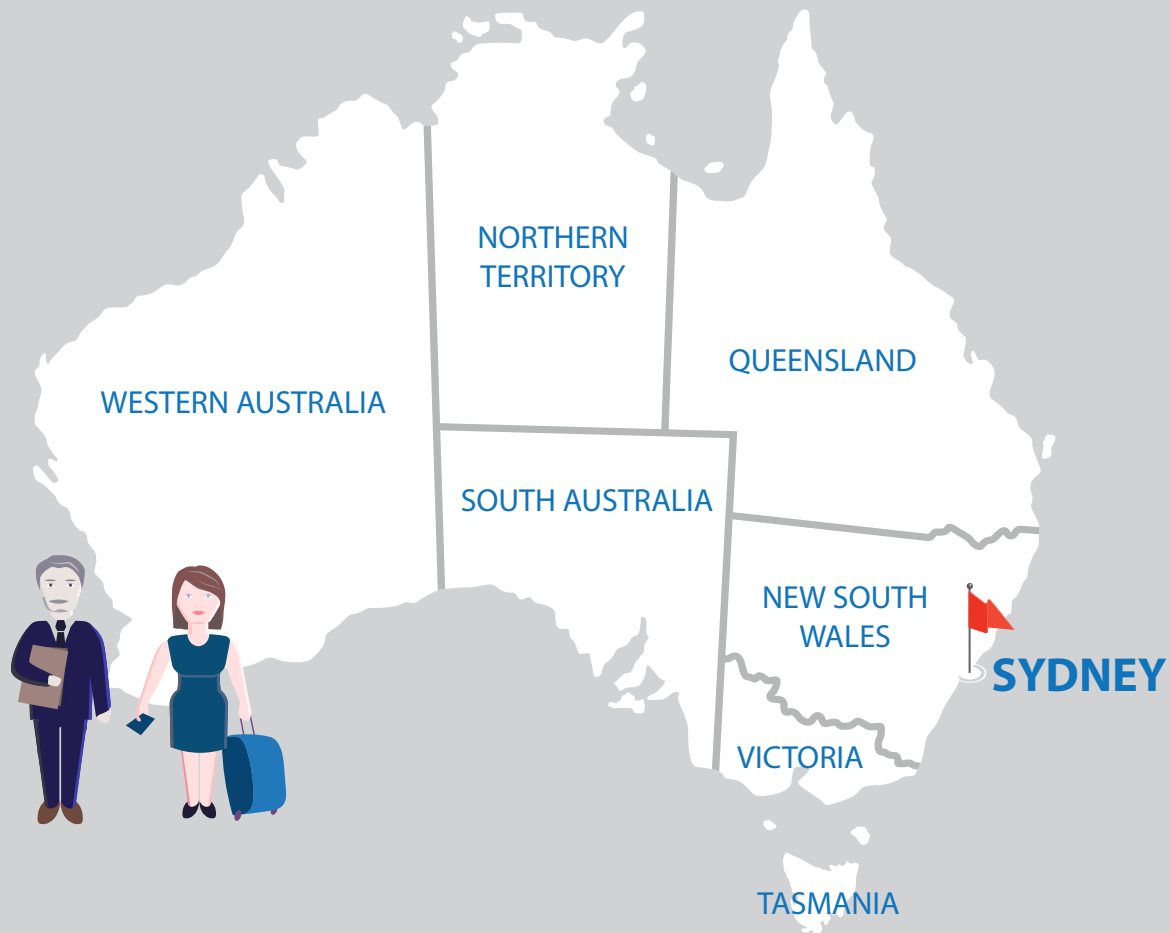 NORTHERN
TERRITORY
QUEENSLAND
WESTERN AUSTRALIA
SOUTH AUSTRALIA
NEW SOUTH
WALES
SYDNEY
VICTORIA
TASMANIA